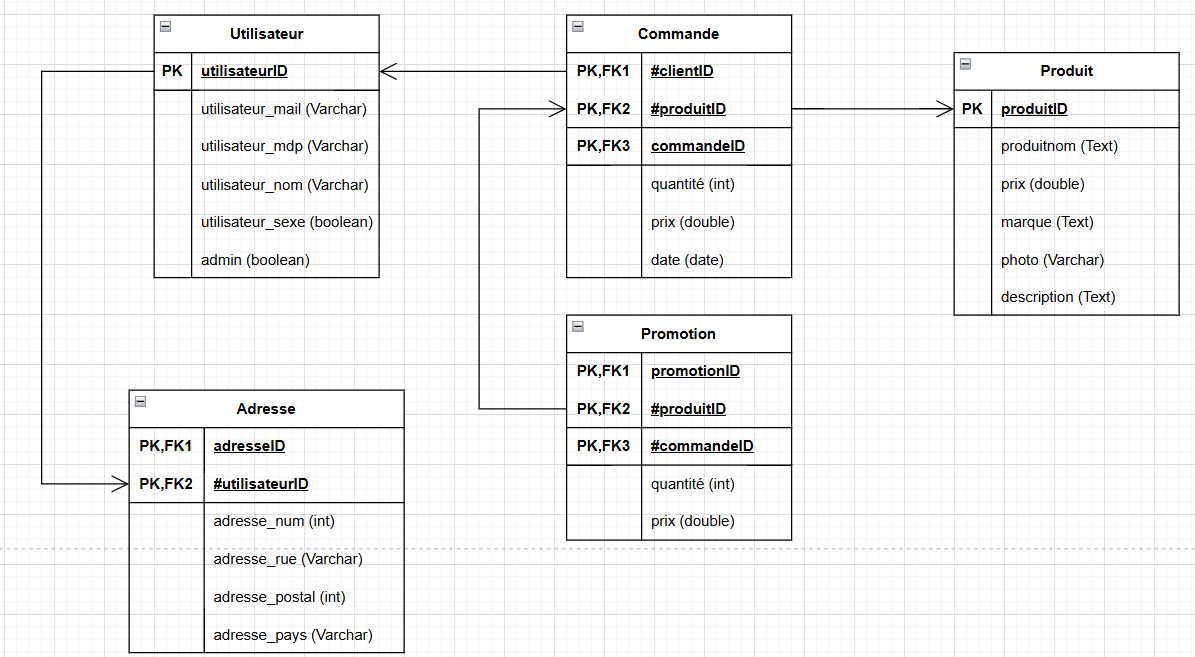 Utilisateur
PK utilisateurID
utilisateur_mail (Varchar)
utilisateur_mdp (Varchar)
utilisateur_nom (Varchar)
utilisateur_sexe (boolean)
admin (boolean)
Commande
PK,FK1 #clientID
PK,FK2 #produitID
PK,FK3 commandeID
quantité (int)
prix (double)
date (date)
Produit
PK produitID
produitnom (Text)
prix (double)
marque (Text)
photo (Varchar)
description (Text)
Promotion
PK,FK1 promotionID
PK,FK2 #produitID
PK,FK3 #commandeID
quantité (int)
prix (double)
Adresse
PK,FK1 adresseID
PK,FK2 #utilisateurID
adresse_num (int)
adresse_rue (Varchar)
adresse_postal (int)
adresse_pays (Varchar)